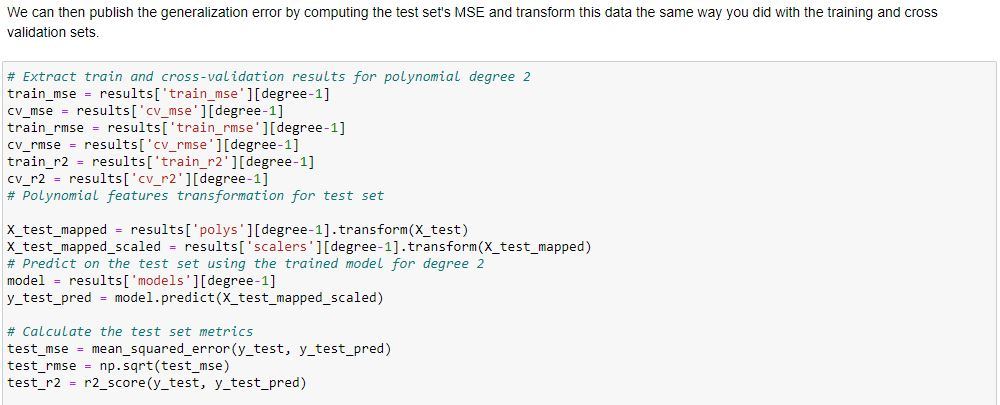 We can then publish the generalization error by computing the test set's MSE and transform this data the same way you did with the training and cross
validation sets.
# Extract train and cross-validation results for polynomial degree 2
train_mse = results['train_mse'][degree-1]
cv_mse = results['cv_mse'][degree-1]
train_rmse = results['train_rmse'][degree-1]
cv_rmse = results['cv_rmse'][degree-1]
train_r2 = results['train_r2'][degree-1]
cv_r2 = results['cv_r2'][degree-1]
# Polynomial features transformation for test set
X_test_mapped = results['polys'][degree-1].transform(X_test)
X_test_mapped_scaled = results['scalers'][degree-1].transform(X_test_mapped)
# Predict on the test set using the trained model for degree 2
model = results['models'][degree-1]
y_test_pred = model.predict(X_test_mapped_scaled)
# Calculate the test set metrics
test_mse = mean_squared_error(y_test, y_test_pred)
test_rmse = np.sqrt(test_mse)
test_r2 = r2_score(y_test, y_test_pred)